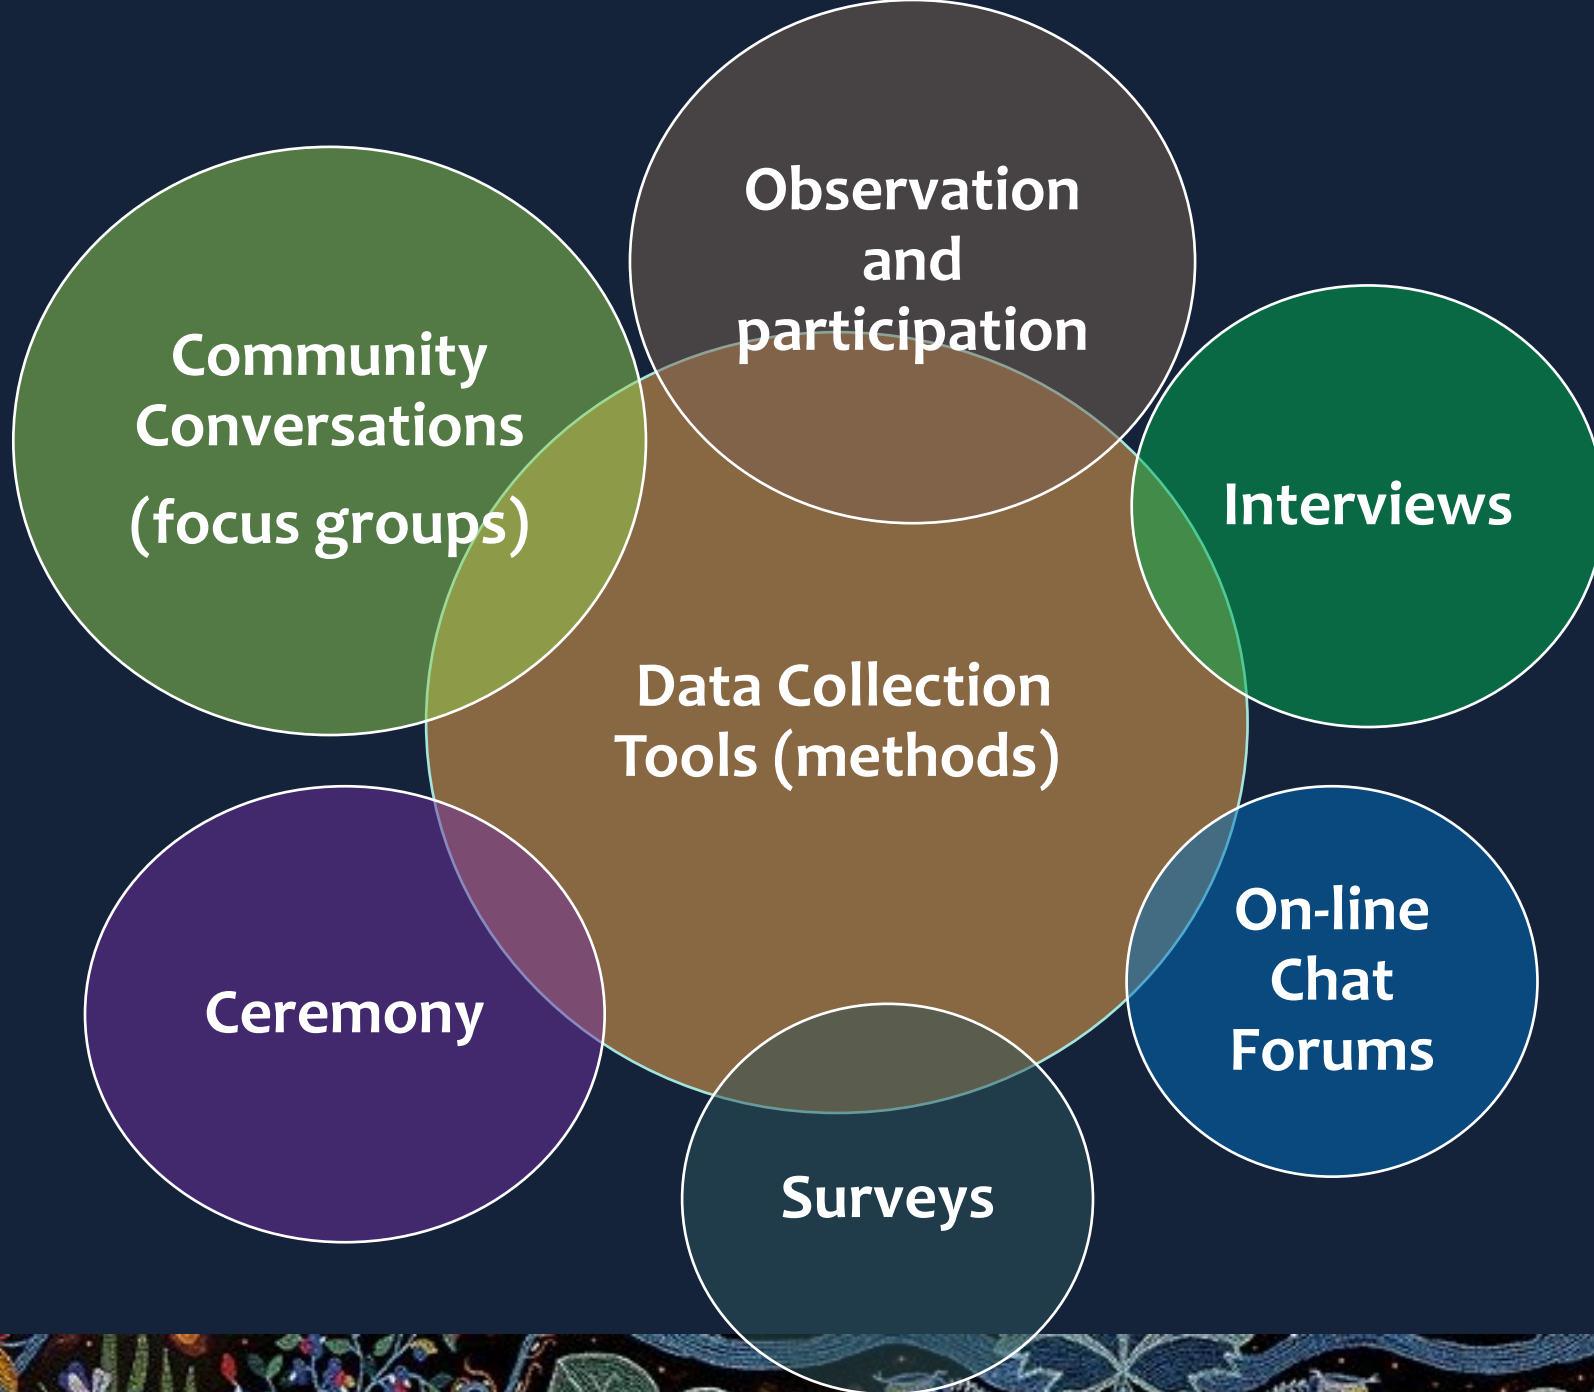 Observation
and
participation
Community
Conversations
(focus groups)
Interviews
Data Collection
Tools (methods)
On-line
Chat
Forums
Ceremony
Surveys